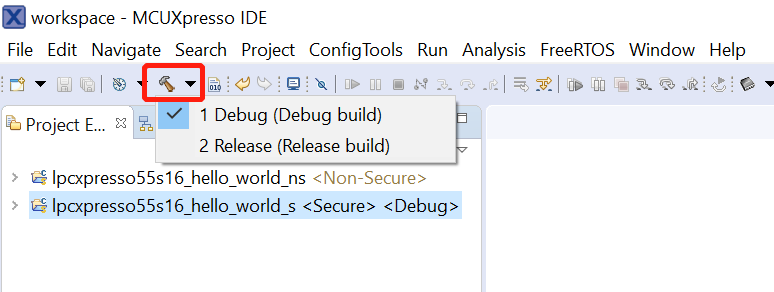 workspace - MCUXpresso IDE
File Edit Navigate Search Project ConfigTools Run Analysis FreeRTOS Window Help
010
1 Debug (Debug build)
Project E...
2 Release (Release build)
lpcxpresso55s16_hello_world_ns <Non-Secure>
lpcxpresso55s16_hello_world_s <Secure> <Debug>